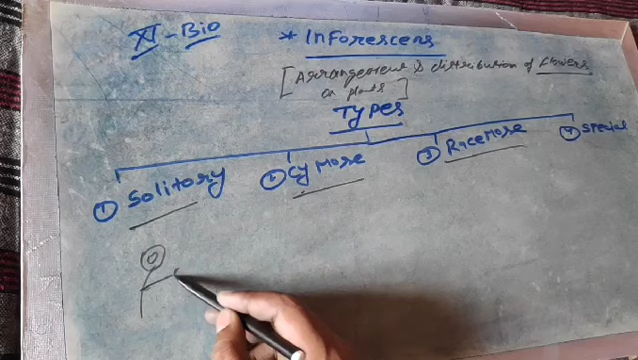 XI - Bio
* Inforescens
[Arrangement & distribution of flowers
on plants]
Types
① Solitory
② Cymose
③ Racemose
④ special